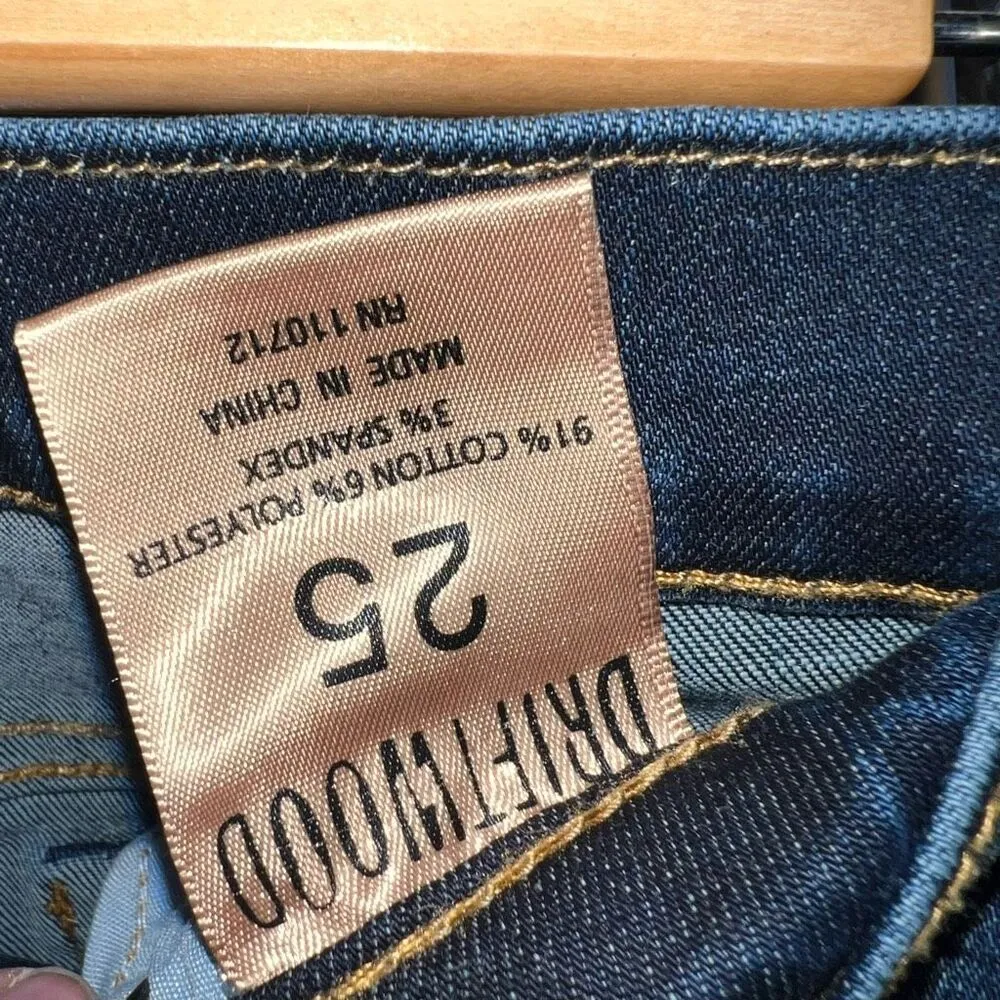 DRIFTWOOD
25
91% COTTON 6% POLYESTER
3% SPANDEX
MADE IN CHINA
RN 110712